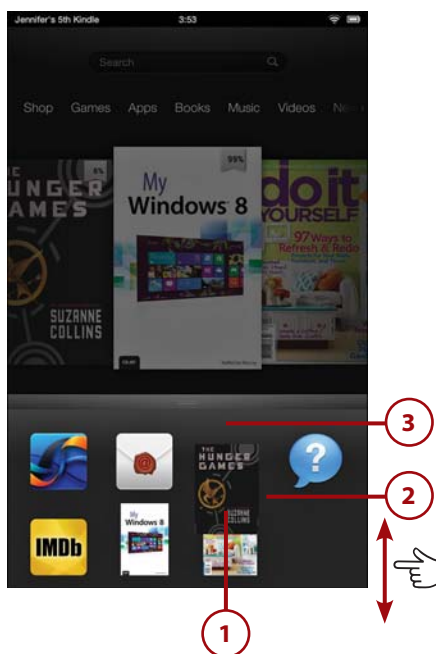 Jennifer's 5th Kindle 3:53
Search
Shop Games Apps Books Music Videos
5%
99%
HUNGER
GAMES
SUZANNE
COLLINS
My
Windows 8
COLOR
do it
YOURSELF
97 Ways to
Refresh & Redo
THE
HUNGER
GAMES
SUZANNE
COLLINS
?
IMDb
My
Windows 8
3
2
1